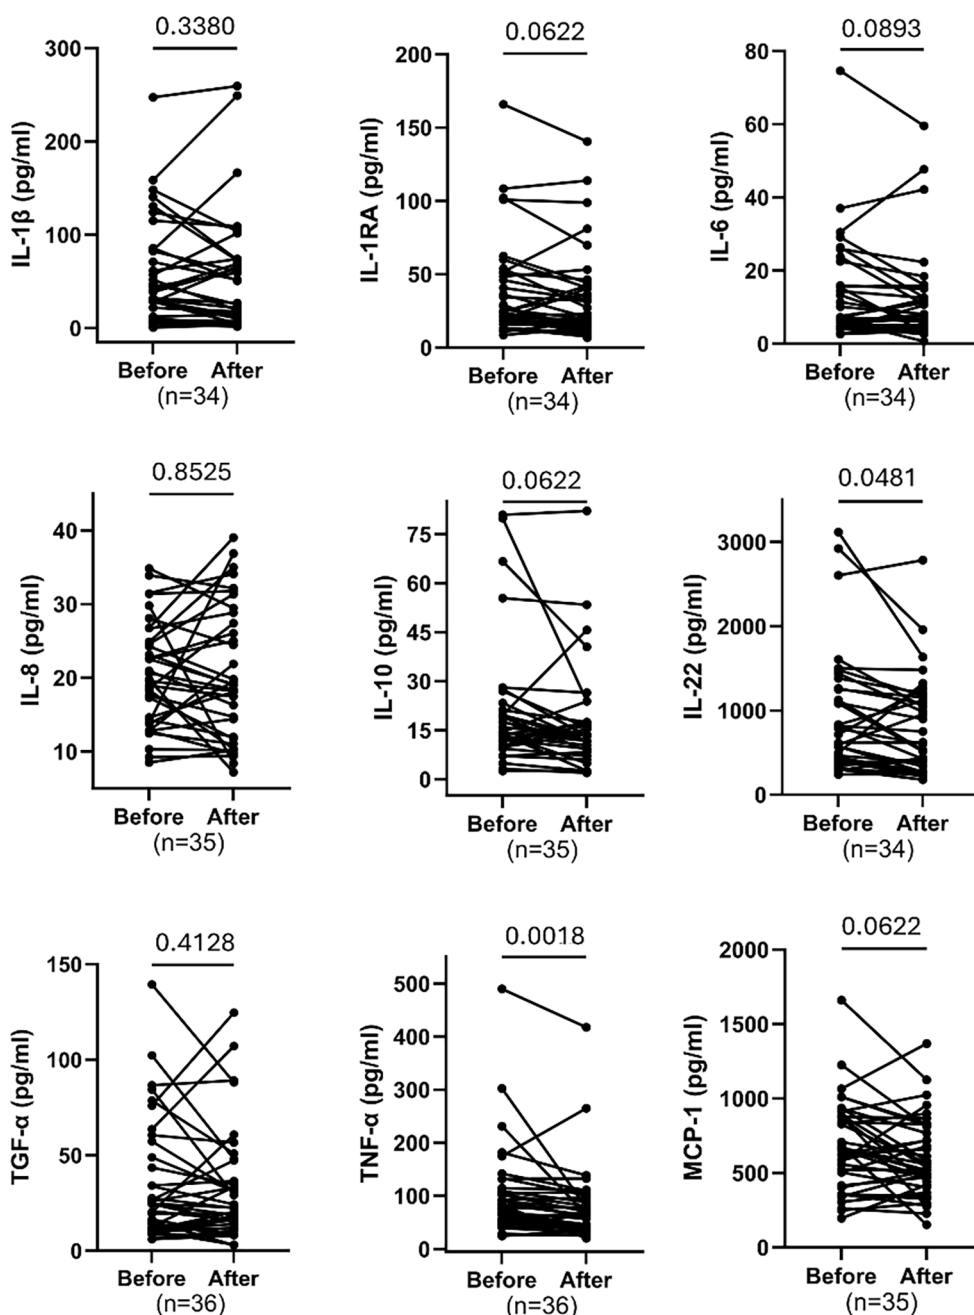 0.3380
300
200
100
0
IL-1β (pg/ml)
Before After
(n=34)
0.0622
200
150
100
50
0
IL-1RA (pg/ml)
Before After
(n=34)
0.0893
80
60
40
20
0
IL-6 (pg/ml)
Before After
(n=34)
0.8525
40
30
20
10
IL-8 (pg/ml)
Before After
(n=35)
0.0622
75
60
45
30
15
0
IL-10 (pg/ml)
Before After
(n=35)
0.0481
3000
2000
1000
0
IL-22 (pg/ml)
Before After
(n=34)
0.4128
150
100
50
0
TGF-α (pg/ml)
Before After
(n=36)
0.0018
500
400
300
200
100
0
TNF-α (pg/ml)
Before After
(n=36)
0.0622
2000
1500
1000
500
0
MCP-1 (pg/ml)
Before After
(n=35)